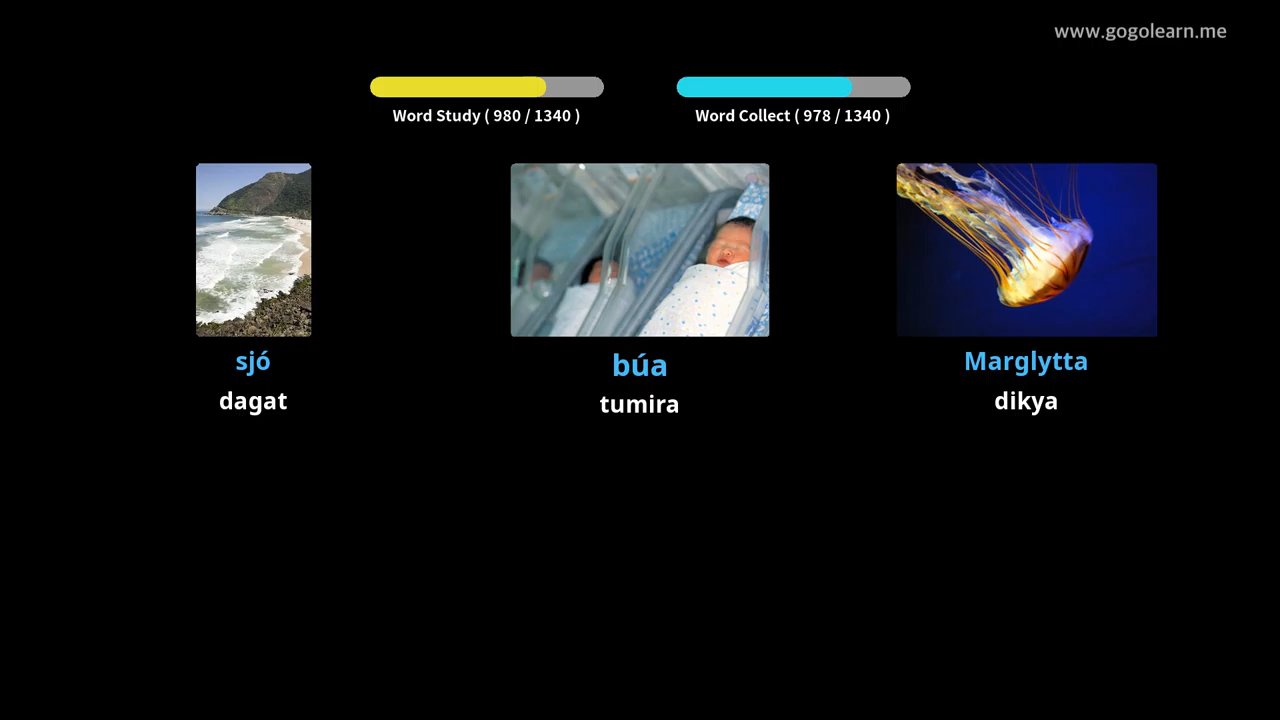 www.gogolearn.me
Word Study ( 980 / 1340 )
Word Collect ( 978 / 1340 )
sjó
dagat
búa
tumira
Marglytta
dikya